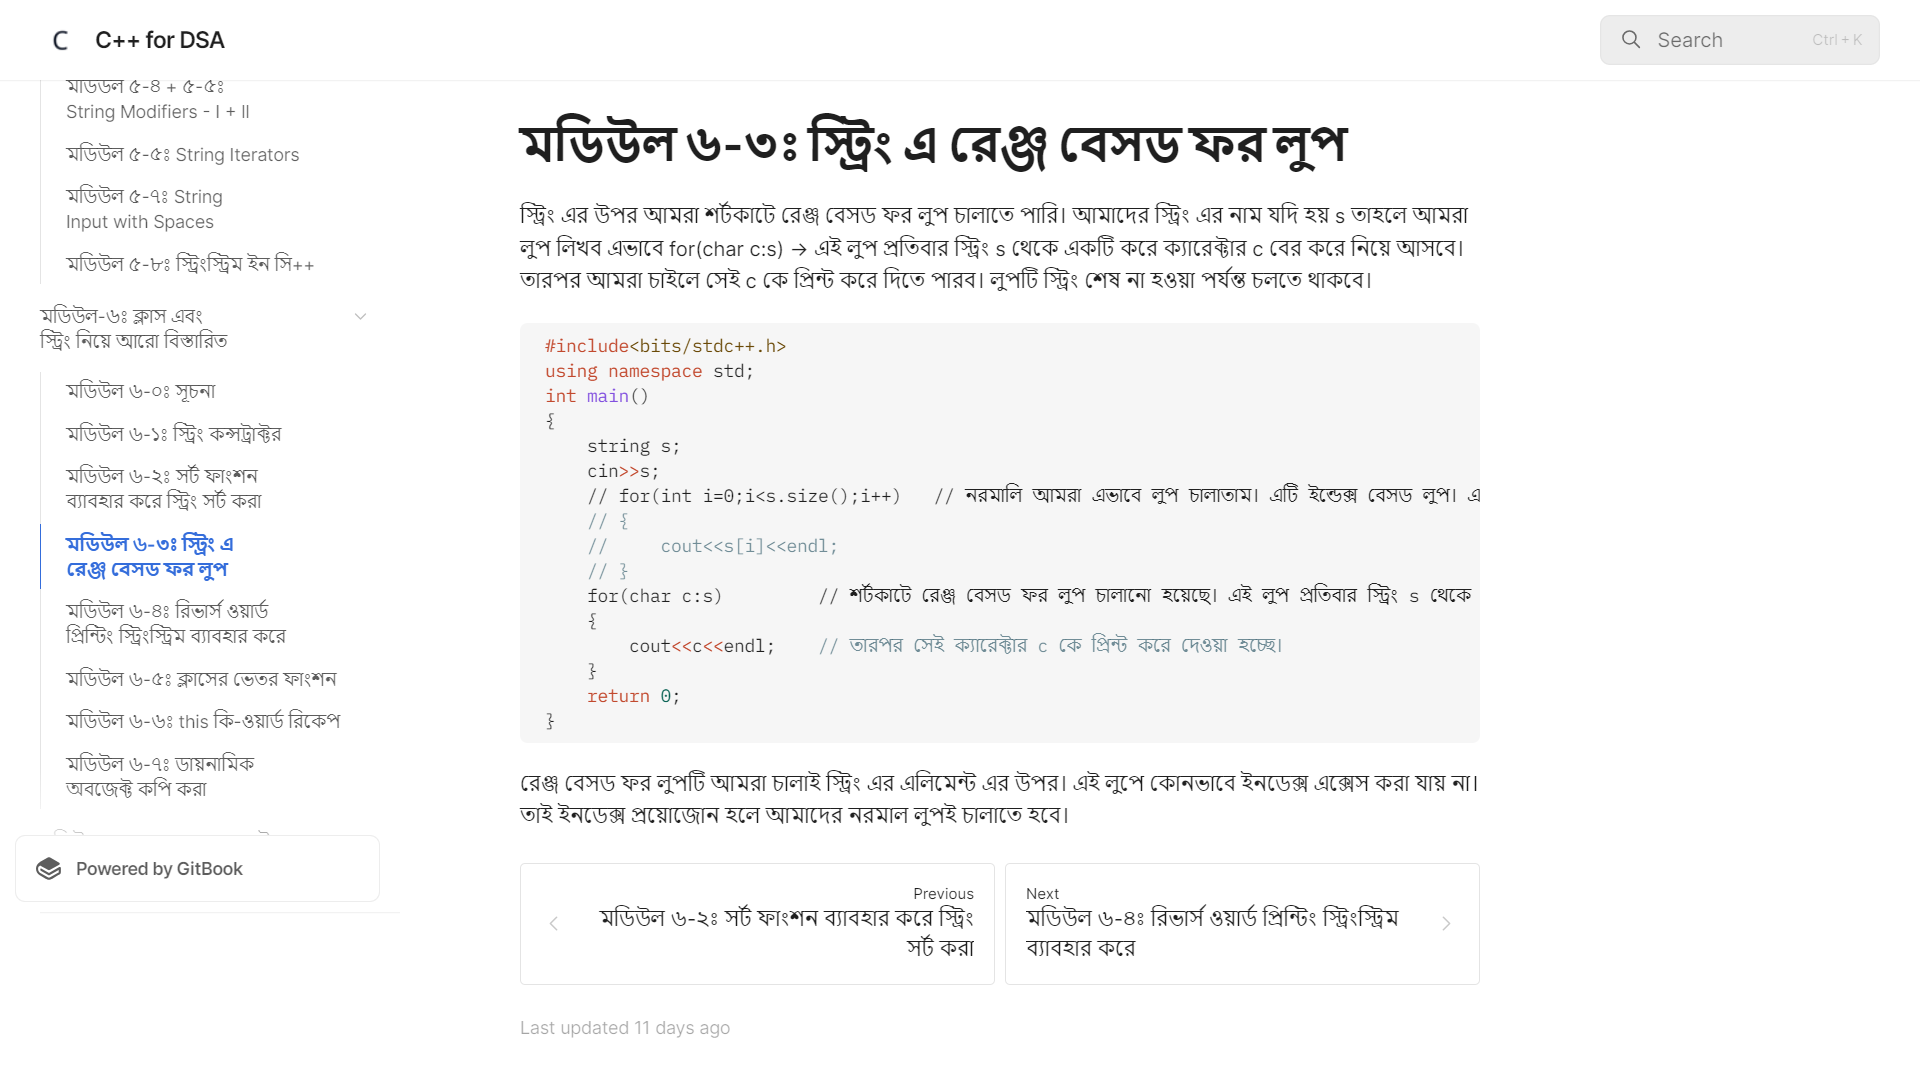 C
C++ for DSA
Search
Ctrl + K
মডিউল ৫-৪ + ৫-৫ঃ
String Modifiers - I + II
মডিউল ৫-৫ঃ String Iterators
মডিউল ৫-৭ঃ String
Input with Spaces
মডিউল ৫-৮ঃ স্ট্রিংস্ট্রিম ইন সি++
মডিউল-৬ঃ ক্লাস এবং
স্ট্রিং নিয়ে আরো বিস্তারিত
মডিউল ৬-০ঃ সূচনা
মডিউল ৬-১ঃ স্ট্রিং কন্সট্রাক্টর
মডিউল ৬-২ঃ সর্ট ফাংশন
ব্যাবহার করে স্ট্রিং সর্ট করা
মডিউল ৬-৩ঃ স্ট্রিং এ
রেঞ্জ বেসড ফর লুপ
মডিউল ৬-৪ঃ রিভার্স ওয়ার্ড
প্রিন্টিং স্ট্রিংস্ট্রিম ব্যাবহার করে
মডিউল ৬-৫ঃ ক্লাসের ভেতর ফাংশন
মডিউল ৬-৬ঃ this কি-ওয়ার্ড রিকেপ
মডিউল ৬-৭ঃ ডায়নামিক
অবজেক্ট কপি করা
Powered by GitBook
মডিউল ৬-৩ঃ স্ট্রিং এ রেঞ্জ বেসড ফর লুপ
স্ট্রিং এর উপর আমরা শর্টকাটে রেঞ্জ বেসড ফর লুপ চালাতে পারি। আমাদের স্ট্রিং এর নাম যদি হয় s তাহলে আমরা
লুপ লিখব এভাবে for(char c:s) → এই লুপ প্রতিবার স্ট্রিং s থেকে একটি করে ক্যারেক্টার c বের করে নিয়ে আসবে।
তারপর আমরা চাইলে সেই c কে প্রিন্ট করে দিতে পারব। লুপটি স্ট্রিং শেষ না হওয়া পর্যন্ত চলতে থাকবে।
#include<bits/stdc++.h>
using namespace std;
int main()
{
    string s;
    cin>>s;
    // for(int i=0;i<s.size();i++)   // নরমালি আমরা এভাবে লুপ চালাতাম। এটি ইন্ডেক্স বেসড লুপ। এ
    // {
    //     cout<<s[i]<<endl;
    // }
    for(char c:s)         // শর্টকাটে রেঞ্জ বেসড ফর লুপ চালানো হয়েছে। এই লুপ প্রতিবার স্ট্রিং s থেকে
    {
        cout<<c<<endl;    // তারপর সেই ক্যারেক্টার c কে প্রিন্ট করে দেওয়া হচ্ছে।
    }
    return 0;
}
রেঞ্জ বেসড ফর লুপটি আমরা চালাই স্ট্রিং এর এলিমেন্ট এর উপর। এই লুপে কোনভাবে ইনডেক্স এক্সেস করা যায় না।
তাই ইনডেক্স প্রয়োজোন হলে আমাদের নরমাল লুপই চালাতে হবে।
Previous
মডিউল ৬-২ঃ সর্ট ফাংশন ব্যাবহার করে স্ট্রিং
সর্ট করা
Next
মডিউল ৬-৪ঃ রিভার্স ওয়ার্ড প্রিন্টিং স্ট্রিংস্ট্রিম
ব্যাবহার করে
Last updated 11 days ago